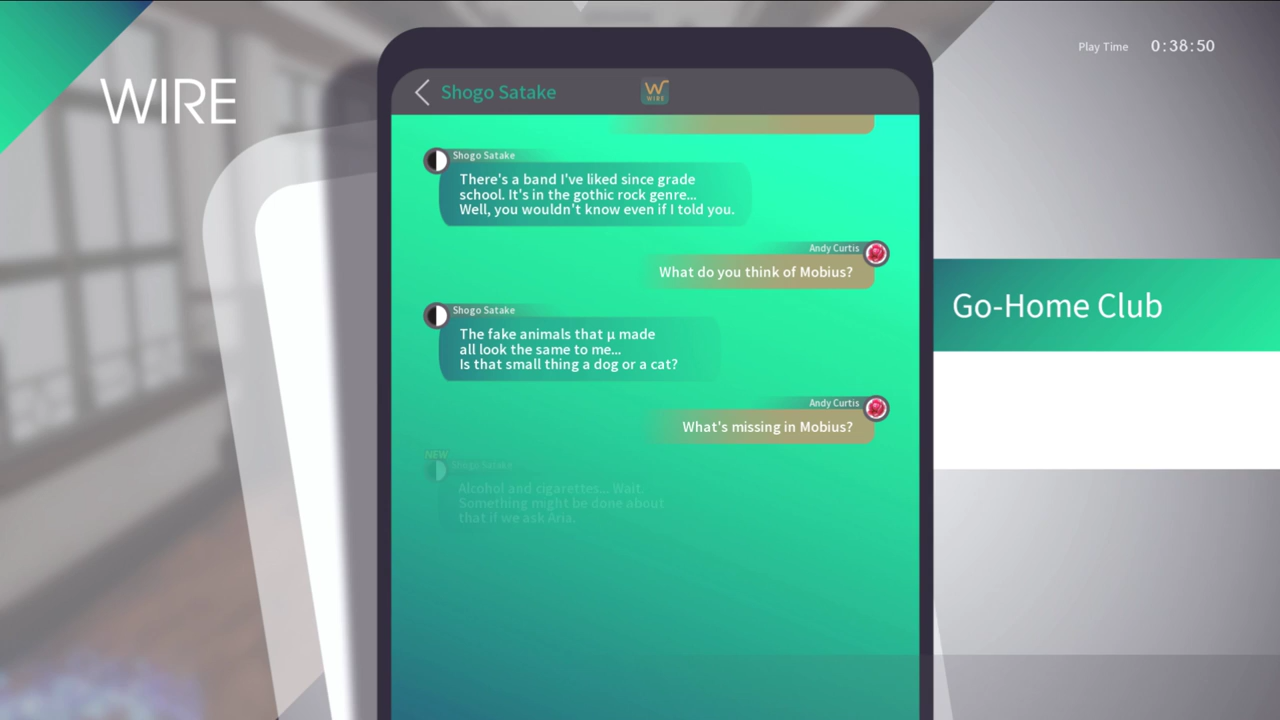 Play Time 0:38:50
WIRE
Shogo Satake
W
WIRE
Shogo Satake
There's a band I've liked since grade
school. It's in the gothic rock genre...
Well, you wouldn't know even if I told you.
Andy Curtis
What do you think of Mobius?
Shogo Satake
The fake animals that μ made
all look the same to me...
Is that small thing a dog or a cat?
Go-Home Club
Andy Curtis
What's missing in Mobius?
NEW
Shogo Satake
Alcohol and cigarettes... Wait.
Something might be done about
that if we ask Aria.